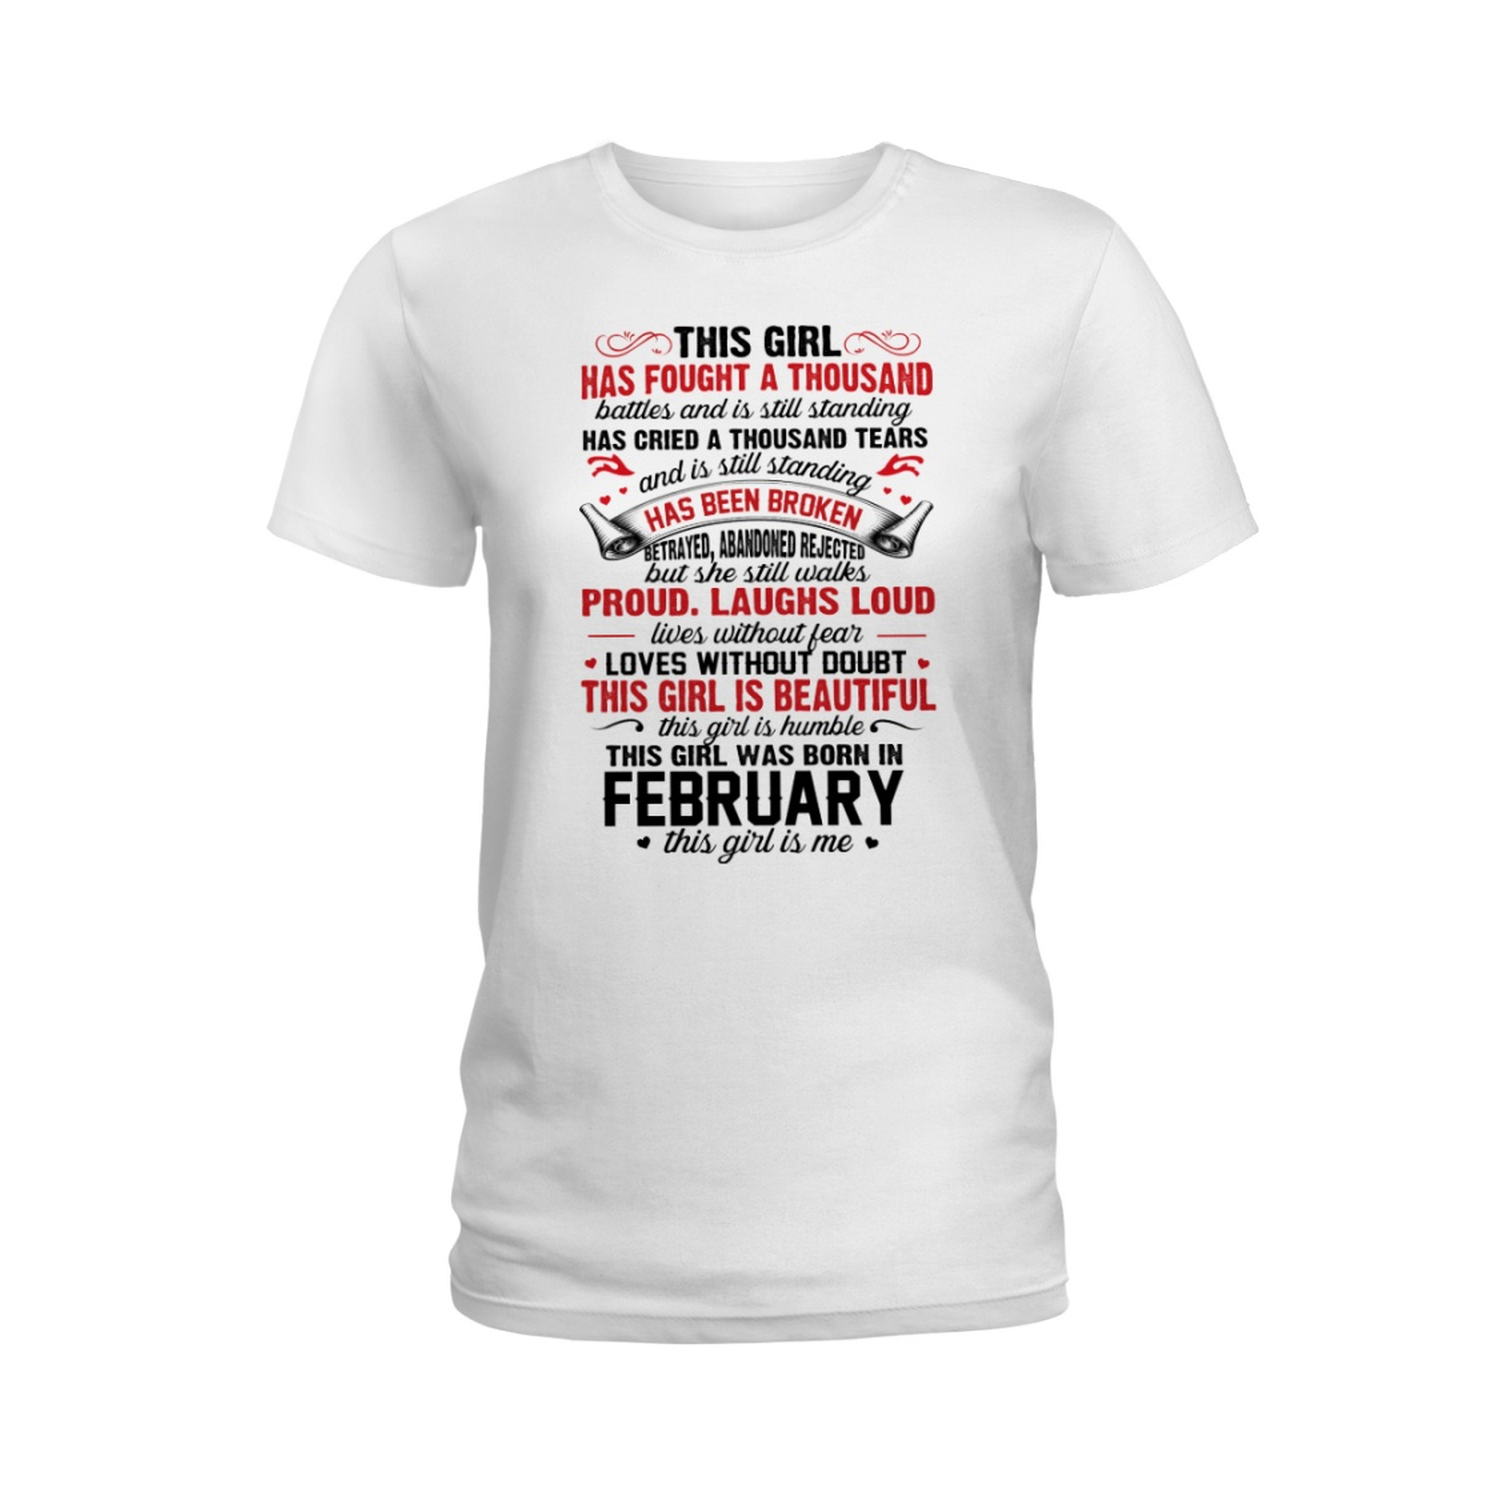 THIS GIRL
HAS FOUGHT A THOUSAND
battles and is still standing
HAS CRIED A THOUSAND TEARS
and is still standing
HAS BEEN BROKEN
BETRAYED, ABANDONED REJECTED
but she still walks
PROUD. LAUGHS LOUD
lives without fear
LOVES WITHOUT DOUBT
THIS GIRL IS BEAUTIFUL
this girl is humble
THIS GIRL WAS BORN IN
FEBRUARY
this girl is me